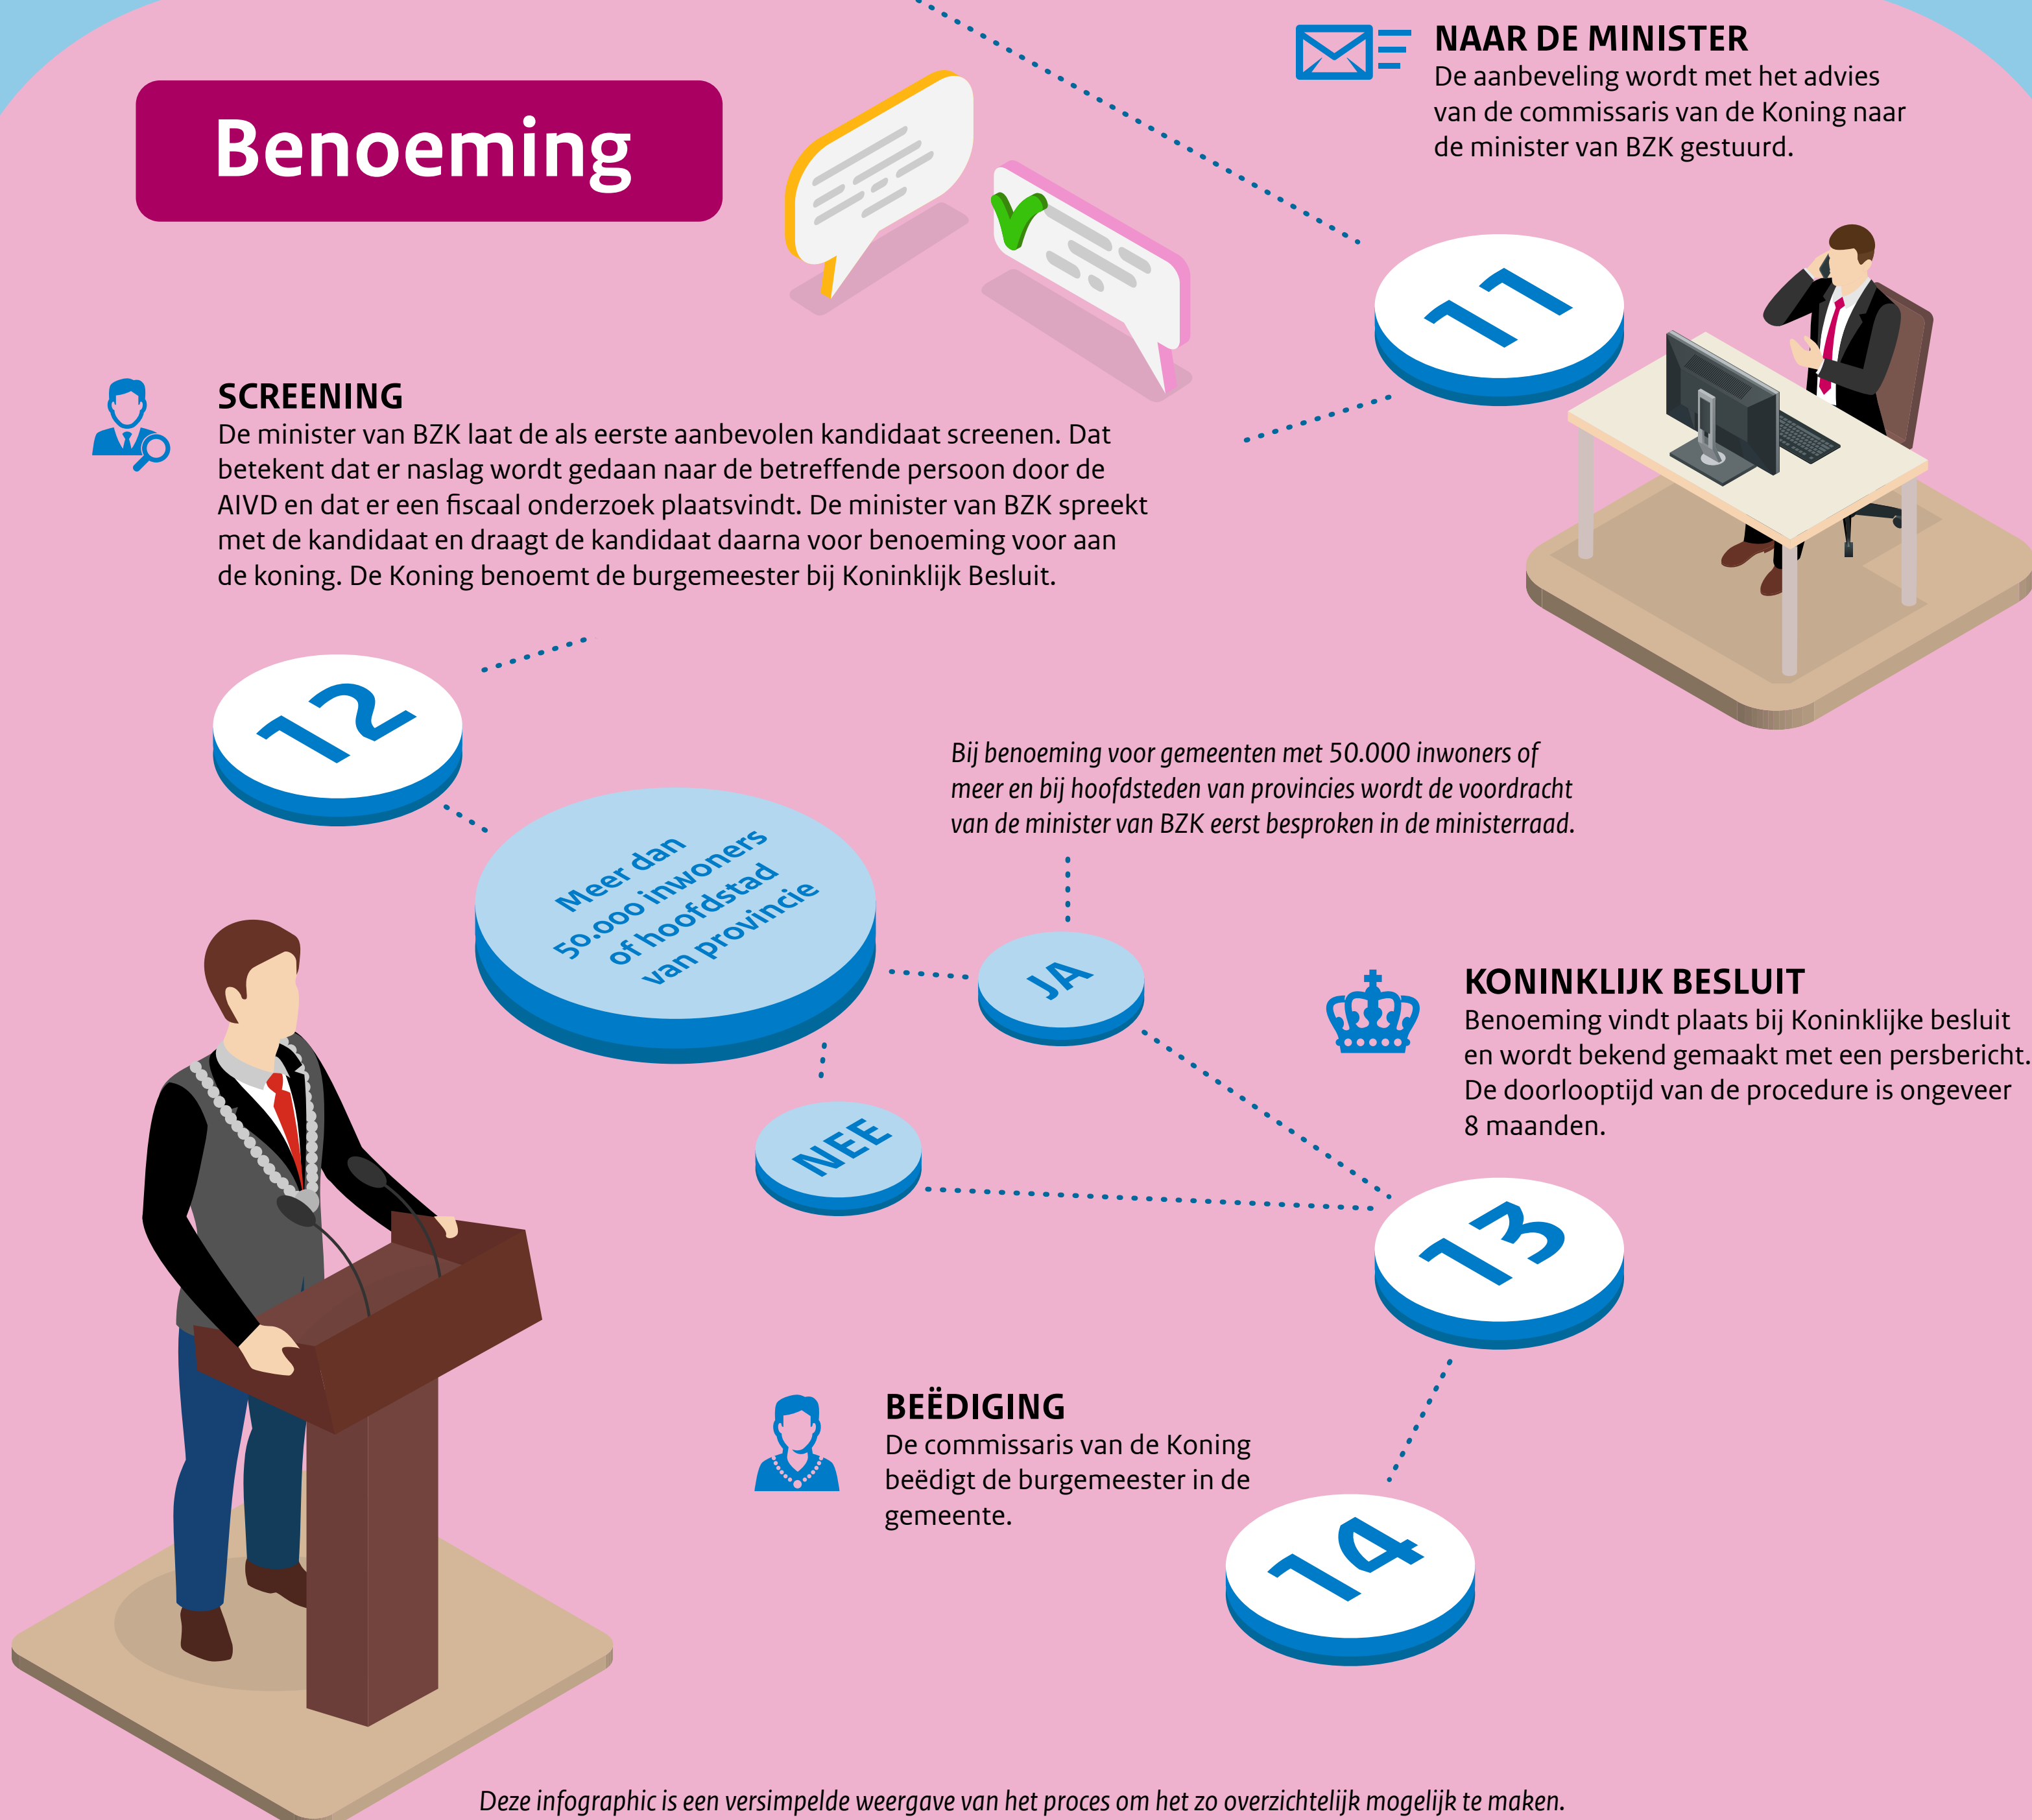 Benoeming
NAAR DE MINISTER
De aanbeveling wordt met het advies
van de commissaris van de Koning naar
de minister van BZK gestuurd.
11
SCREENING
De minister van BZK laat de als eerste aanbevolen kandidaat screenen. Dat
betekent dat er naslag wordt gedaan naar de betreffende persoon door de
AIVD en dat er een fiscaal onderzoek plaatsvindt. De minister van BZK spreekt
met de kandidaat en draagt de kandidaat daarna voor benoeming voor aan
de koning. De Koning benoemt de burgemeester bij Koninklijk Besluit.
12
Meer dan
50.000 inwoners
of hoofdstad
van provincie
Bij benoeming voor gemeenten met 50.000 inwoners of
meer en bij hoofdsteden van provincies wordt de voordracht
van de minister van BZK eerst besproken in de ministerraad.
JA
NEE
KONINKLIJK BESLUIT
Benoeming vindt plaats bij Koninklijke besluit
en wordt bekend gemaakt met een persbericht.
De doorlooptijd van de procedure is ongeveer
8 maanden.
13
BEËDIGING
De commissaris van de Koning
beëdigt de burgemeester in de
gemeente.
14
Deze infographic is een versimpelde weergave van het proces om het zo overzichtelijk mogelijk te maken.